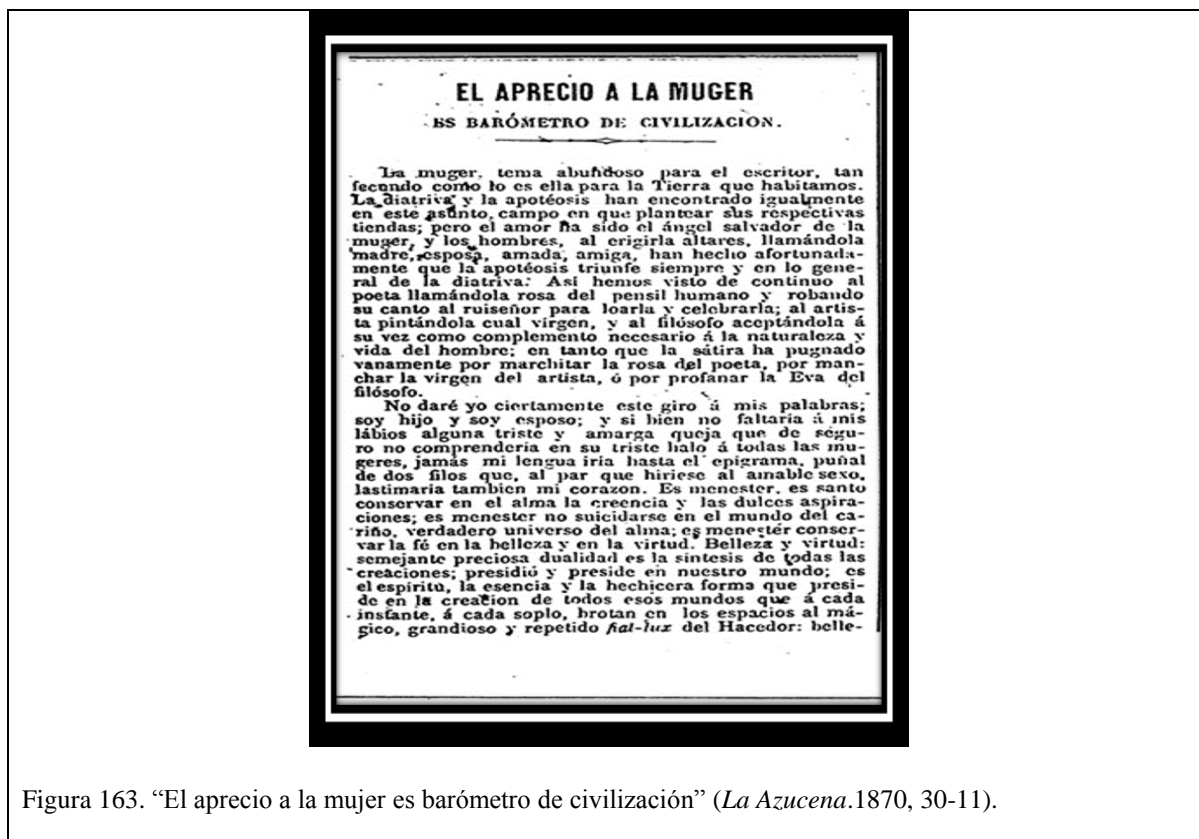 EL APRECIO A LA MUGER
ES BARÓMETRO DE CIVILIZACION.
La muger, tema abundoso para el escritor, tan
fecundo como lo es ella para la Tierra que habitamos.
La diatriva y la apotéosis han encontrado igualmente
en este asunto, campo en que plantear sus respectivas
tiendas; pero el amor ha sido el ángel salvador de la
muger, y los hombres, al erigirla altares, llamándola
madre, esposa, amada, amiga, han hecho afortunada-
mente que la apotéosis triunfe siempre y en lo gene-
ral de la diatriva. Así hemos visto de continuo al
poeta llamándola rosa del pensil humano y robando
su canto al ruiseñor para loarla y celebrarla; al artis-
ta pintándola cual vírgen, y al filósofo aceptándola á
su vez como complemento necesario á la naturaleza y
vida del hombre; en tanto que la sátira ha pugnado
vanamente por marchitar la rosa del poeta, por man-
char la virgen del artista, ó por profanar la Eva del
filósofo.
No daré yo ciertamente este giro á mis palabras;
soy hijo y soy esposo; y si bien no faltaria á mis
lábios alguna triste y amarga queja que de segu-
ro no comprenderia en su triste halo á todas las mu-
geres, jamás mi lengua iria hasta el epígrama, puñal
de dos filos que, al par que hiriese al amable sexo,
lastimaria tambien mi corazon. Es menester, es santo
conservar en el alma la creencia y las dulces aspira-
ciones; es menester no suicidarse en el mundo del ca-
riño, verdadero universo del alma; es menester conser-
var la fé en la belleza y en la virtud. Belleza y virtud:
semejante preciosa dualidad es la síntesis de todas las
creaciones; presidió y preside en nuestro mundo; es
el espíritu, la esencia y la hechicera forma que presi-
de en la creacion de todos esos mundos que á cada
instante, á cada soplo, brotan en los espacios al má-
gico, grandioso y repetido fiat-lux del Hacedor: belle-
Figura 163. “El aprecio a la mujer es barómetro de civilización” (La Azucena.1870, 30-11).